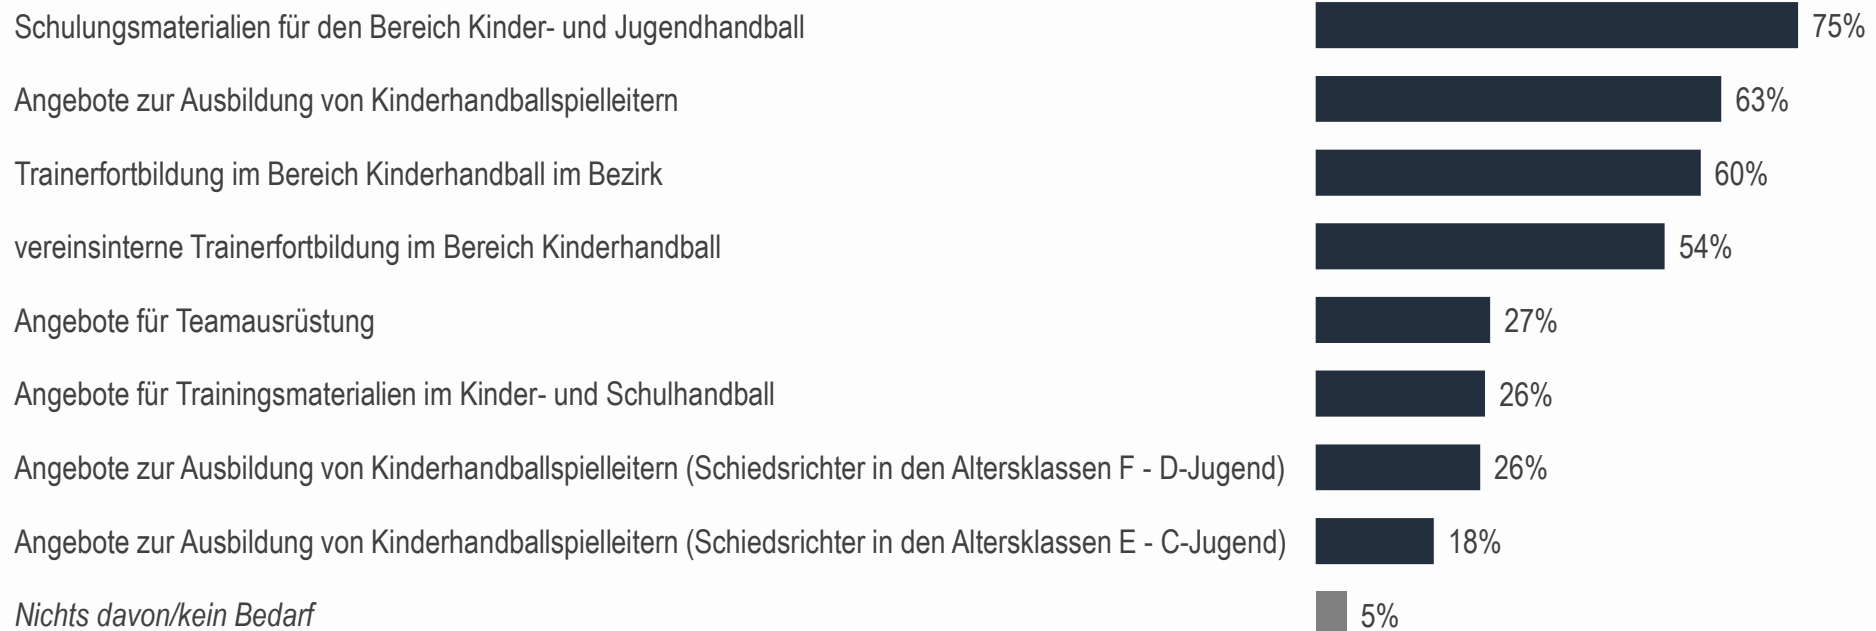 Schulungsmaterialien für den Bereich Kinder- und Jugendhandball 75%
Angebote zur Ausbildung von Kinderhandballspielleitern 63%
Trainerfortbildung im Bereich Kinderhandball im Bezirk 60%
vereinsinterne Trainerfortbildung im Bereich Kinderhandball 54%
Angebote für Teamausrüstung 27%
Angebote für Trainingsmaterialien im Kinder- und Schulhandball 26%
Angebote zur Ausbildung von Kinderhandballspielleitern (Schiedsrichter in den Altersklassen F - D-Jugend) 26%
Angebote zur Ausbildung von Kinderhandballspielleitern (Schiedsrichter in den Altersklassen E - C-Jugend) 18%
Nichts davon/kein Bedarf 5%